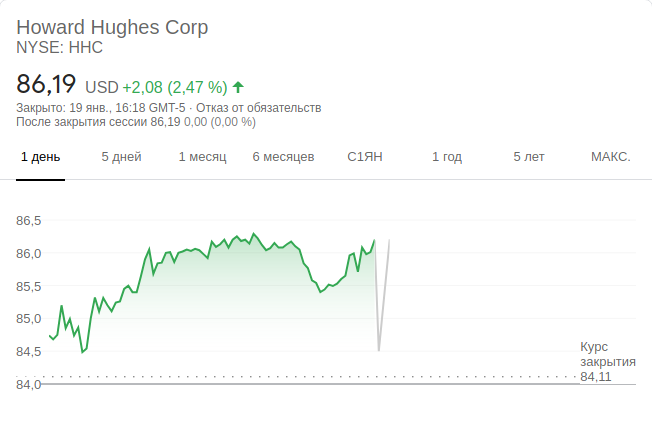 Howard Hughes Corp
NYSE: HHC
86,19 USD +2,08 (2,47 %)
Закрыто: 19 янв., 16:18 GMT-5 · Отказ от обязательств
После закрытия сессии 86,19 0,00 (0,00 %)
1 день 5 дней 1 месяц 6 месяцев С1ЯН 1 год 5 лет МАКС.
86,5
86,0
85,5
85,0
84,5
84,0
Курс
закрытия
84,11